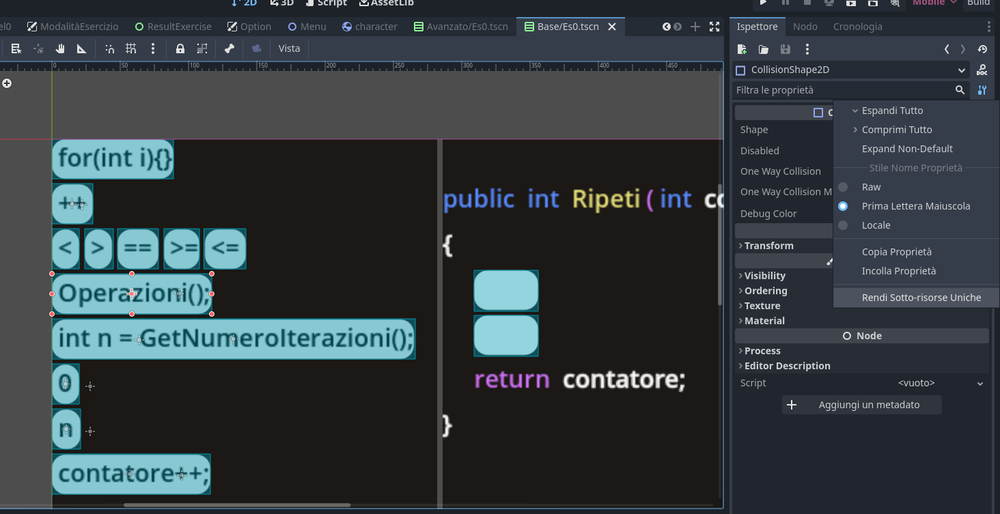 2D 3D Script AssetLib Mobile Build
el0 ModalitàEsercizio ResultExercise Option Menu character Avanzato/Es0.tscn Base/Es0.tscn Ispettore Nodo Cronologia
Vista
0 50 100 150 200 250 300 350 400 450
CollisionShape2D
DOC
Filtra le proprietà
C
Shape
Disabled
One Way Collision
One Way Collision M
Debug Color
Transform
Visibility
Ordering
Texture
Material
Node
Process
Editor Description
Script <vuoto>
Aggiungi un metadato
Espandi Tutto
Comprimi Tutto
Expand Non-Default
Stile Nome Proprietà
Raw
Prima Lettera Maiuscola
Locale
Copia Proprietà
Incolla Proprietà
Rendi Sotto-risorse Uniche
for(int i){}
++
< > == >= <=
Operazioni();
int n = GetNumeroIterazioni();
0
n
contatore++;
public int Ripeti ( int co
{
return contatore;
}